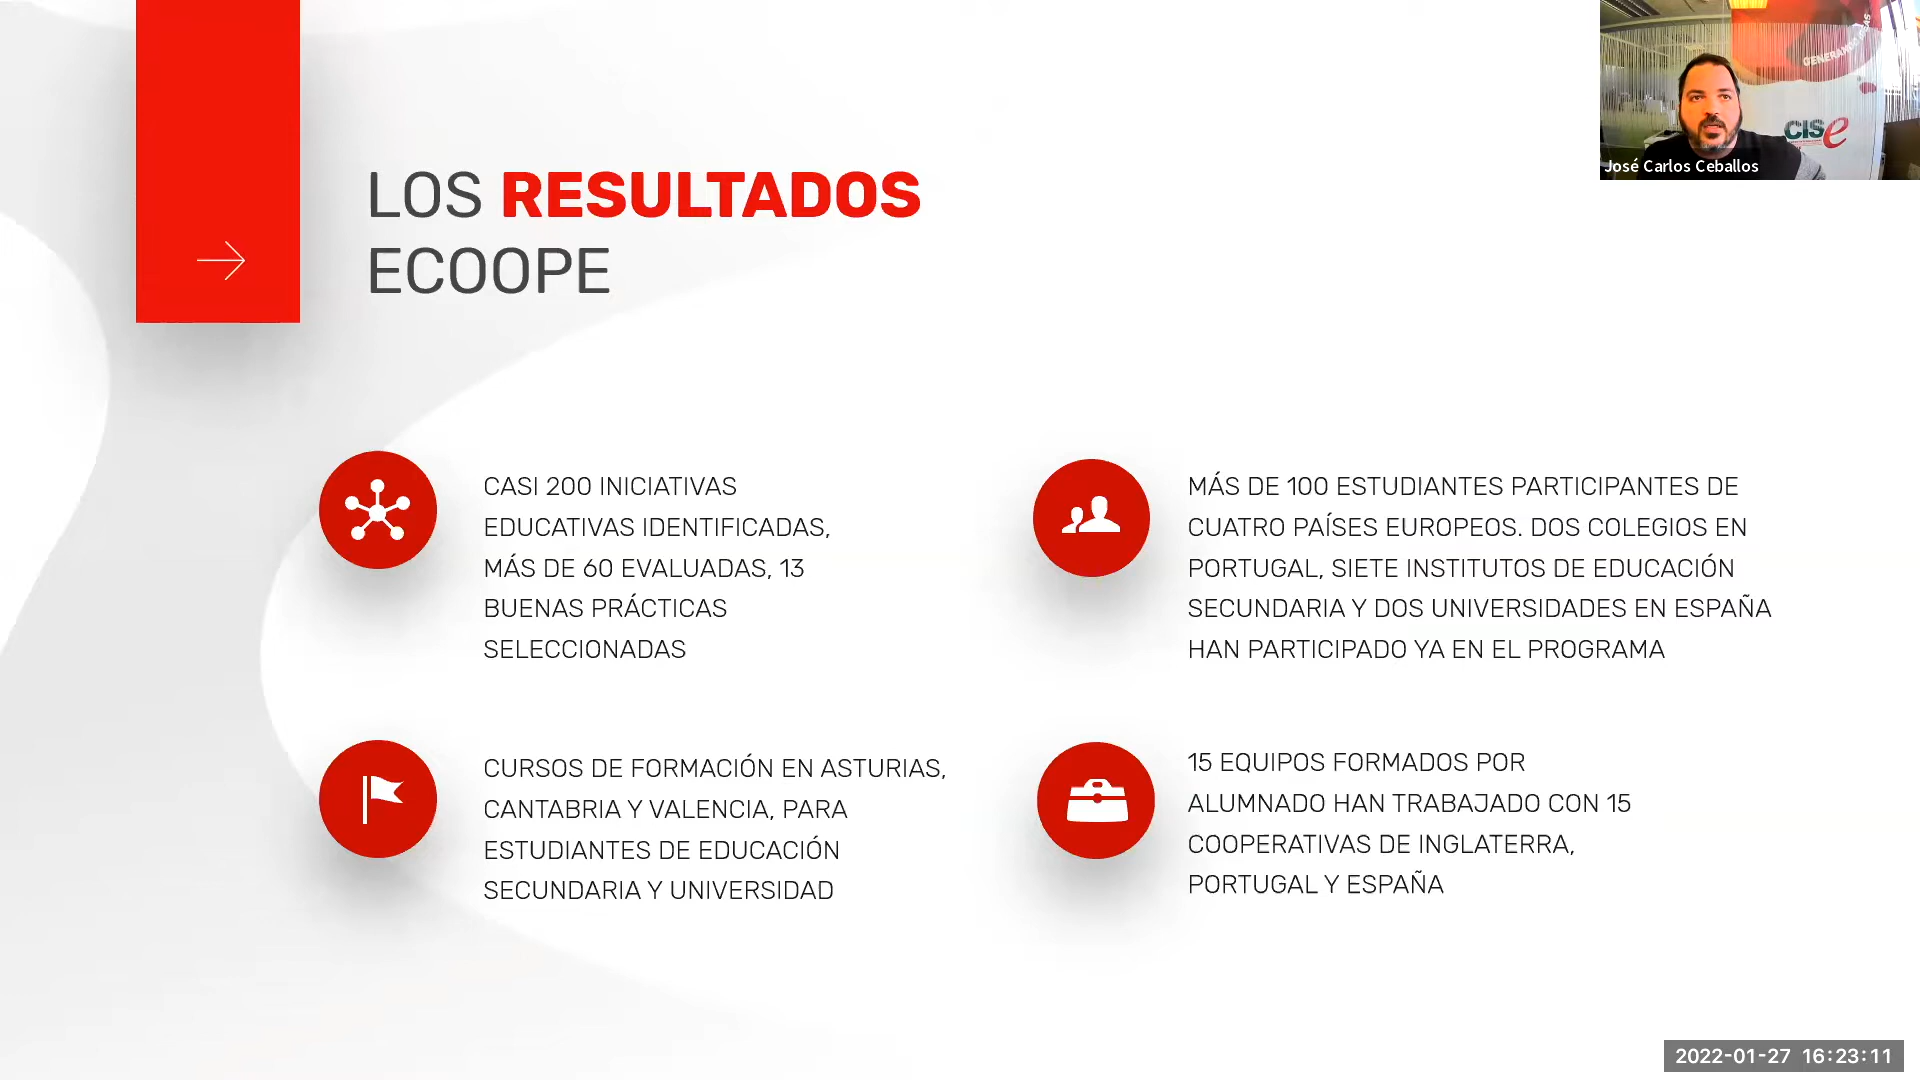 LOS RESULTADOS
ECOOPE
CASI 200 INICIATIVAS
EDUCATIVAS IDENTIFICADAS,
MÁS DE 60 EVALUADAS, 13
BUENAS PRÁCTICAS
SELECCIONADAS
MÁS DE 100 ESTUDIANTES PARTICIPANTES DE
CUATRO PAÍSES EUROPEOS. DOS COLEGIOS EN
PORTUGAL, SIETE INSTITUTOS DE EDUCACIÓN
SECUNDARIA Y DOS UNIVERSIDADES EN ESPAÑA
HAN PARTICIPADO YA EN EL PROGRAMA
CURSOS DE FORMACIÓN EN ASTURIAS,
CANTABRIA Y VALENCIA, PARA
ESTUDIANTES DE EDUCACIÓN
SECUNDARIA Y UNIVERSIDAD
15 EQUIPOS FORMADOS POR
ALUMNADO HAN TRABAJADO CON 15
COOPERATIVAS DE INGLATERRA,
PORTUGAL Y ESPAÑA
CISe
José Carlos Ceballos
2022-01-27 16:23:11